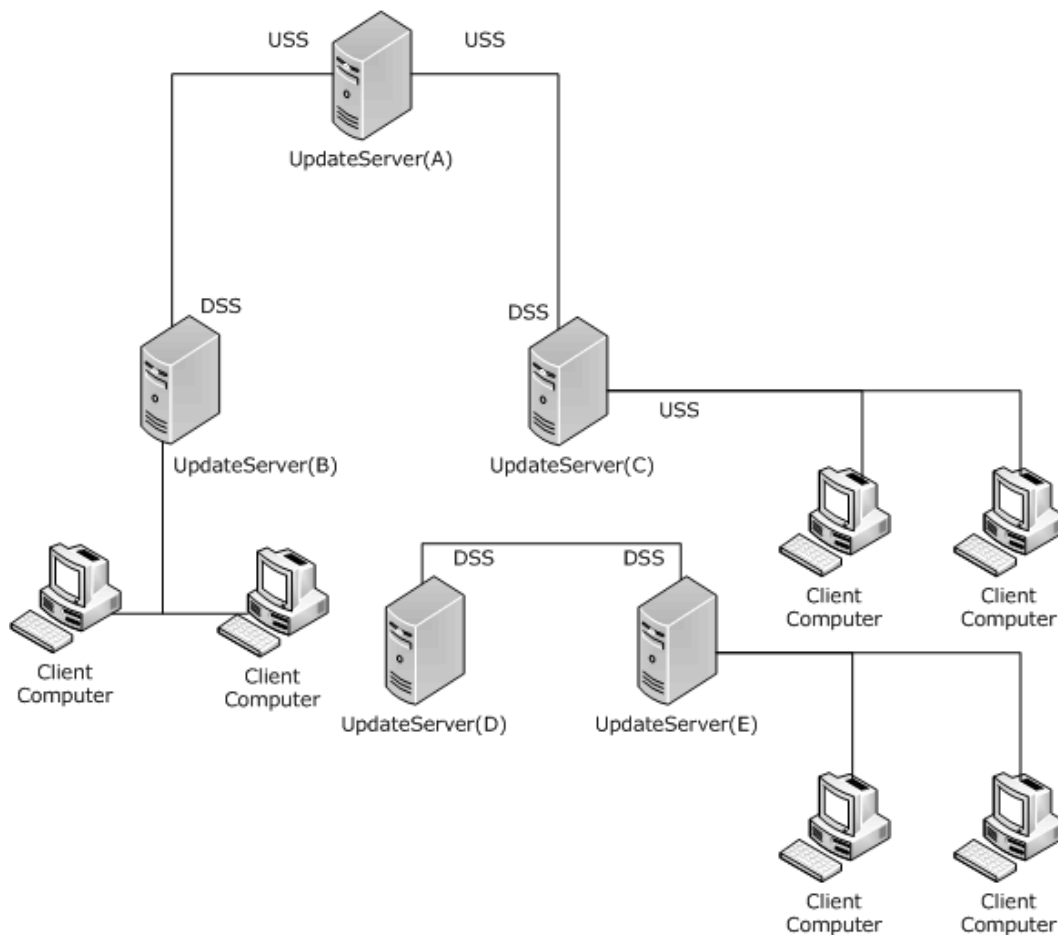 USS
USS
UpdateServer(A)
DSS
DSS
UpdateServer(B)
UpdateServer(C)
USS
Client
Computer
Client
Computer
DSS
DSS
Client
Computer
Client
Computer
UpdateServer(D)
UpdateServer(E)
Client
Computer
Client
Computer